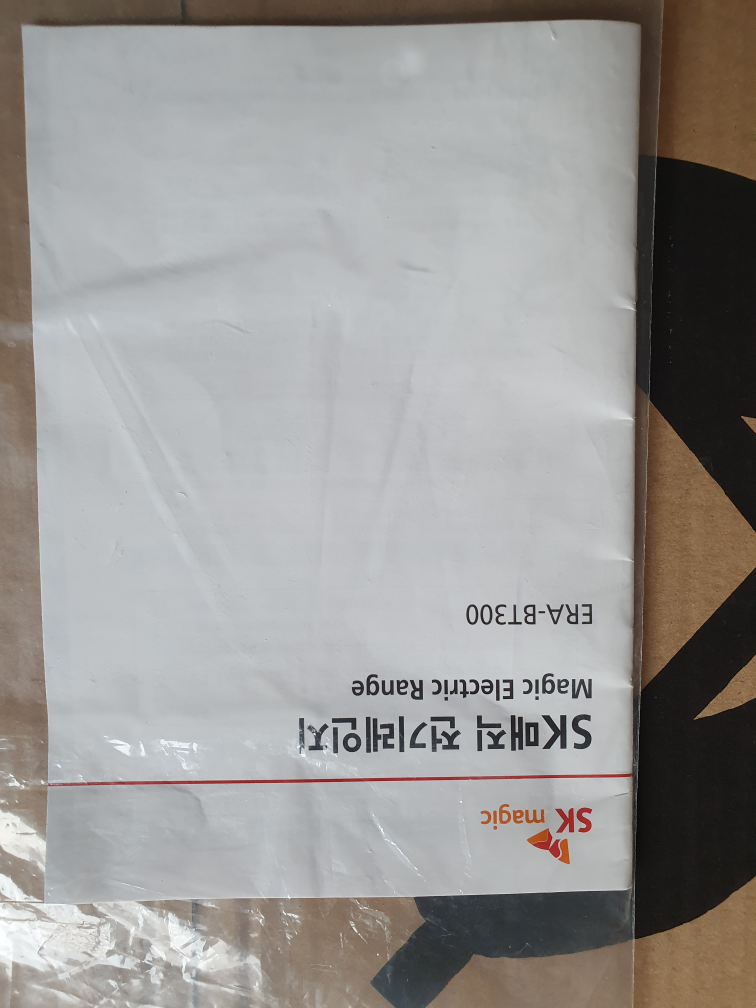 SK magic
SK매직 전기레인지
Magic Electric Range
ERA-BT300